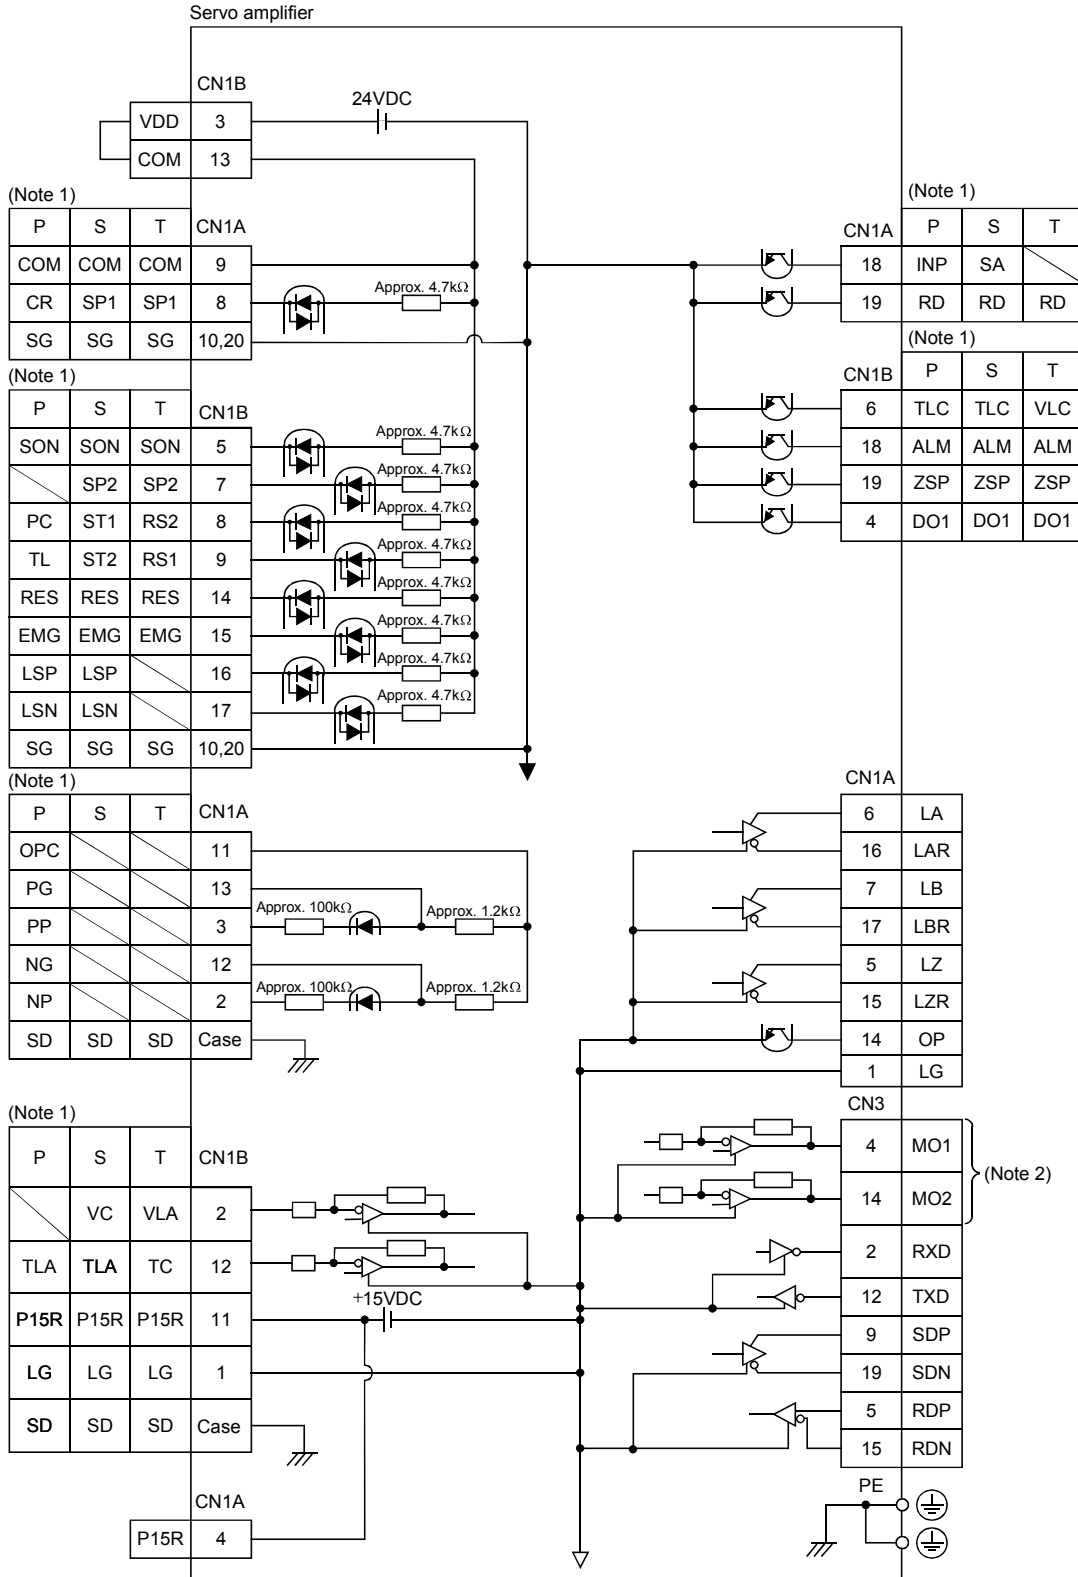 Servo amplifier
CN1B
VDD 3
24VDC
COM 13
(Note 1)
P S T CN1A
COM COM COM 9
CR SP1 SP1 8
Approx. 4.7kΩ
SG SG SG 10,20
(Note 1)
P S T CN1B
SON SON SON 5
Approx. 4.7kΩ
SP2 SP2 7
Approx. 4.7kΩ
PC ST1 RS2 8
Approx. 4.7kΩ
TL ST2 RS1 9
Approx. 4.7kΩ
RES RES RES 14
Approx. 4.7kΩ
EMG EMG EMG 15
Approx. 4.7kΩ
LSP LSP 16
Approx. 4.7kΩ
LSN LSN 17
Approx. 4.7kΩ
SG SG SG 10,20
(Note 1)
P S T CN1A
OPC 11
PG 13
PP 3
Approx. 100kΩ Approx. 1.2kΩ
NG 12
NP 2
Approx. 100kΩ Approx. 1.2kΩ
SD SD SD Case
(Note 1)
P S T CN1B
VC VLA 2
TLA TLA TC 12
P15R P15R P15R 11
+15VDC
LG LG LG 1
SD SD SD Case
CN1A
P15R 4
(Note 1)
CN1A P S T
18 INP SA
19 RD RD RD
(Note 1)
CN1B P S T
6 TLC TLC VLC
18 ALM ALM ALM
19 ZSP ZSP ZSP
4 DO1 DO1 DO1
CN1A
6 LA
16 LAR
7 LB
17 LBR
5 LZ
15 LZR
14 OP
1 LG
CN3
4 MO1
14 MO2
(Note 2)
2 RXD
12 TXD
9 SDP
19 SDN
5 RDP
15 RDN
PE